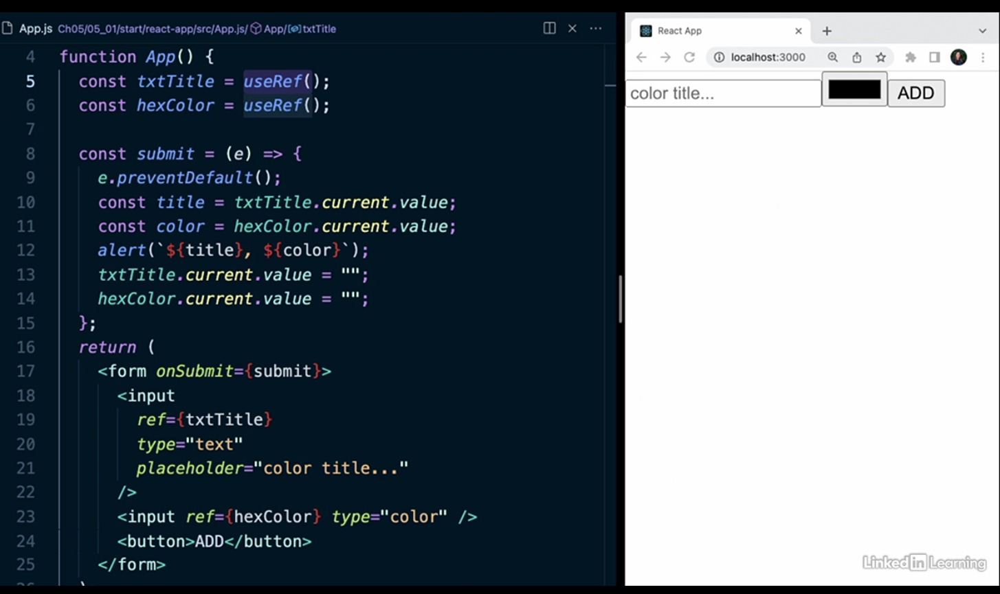 App.js Ch05/05_01/start/react-app/src/App.js/ App/ txtTitle
4 function App() {
5 const txtTitle = useRef();
6 const hexColor = useRef();
7
8 const submit = (e) => {
9 e.preventDefault();
10 const title = txtTitle.current.value;
11 const color = hexColor.current.value;
12 alert(`${title}, ${color}`);
13 txtTitle.current.value = "";
14 hexColor.current.value = "";
15 };
16 return (
17 <form onSubmit={submit}>
18 <input
19 ref={txtTitle}
20 type="text"
21 placeholder="color title..."
22 />
23 <input ref={hexColor} type="color" />
24 <button>ADD</button>
25 </form>
React App
localhost:3000
color title... ADD
LinkedIn Learning